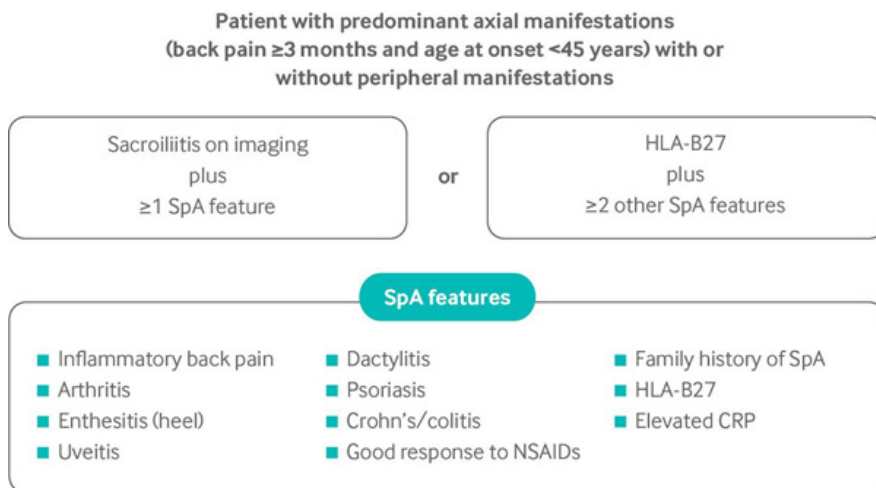 Patient with predominant axial manifestations
(back pain ≥3 months and age at onset <45 years) with or
without peripheral manifestations
Sacroiliitis on imaging
plus
≥1 SpA feature
or
HLA-B27
plus
≥2 other SpA features
SpA features
Inflammatory back pain
Arthritis
Enthesitis (heel)
Uveitis
Dactylitis
Psoriasis
Crohn's/colitis
Good response to NSAIDs
Family history of SpA
HLA-B27
Elevated CRP